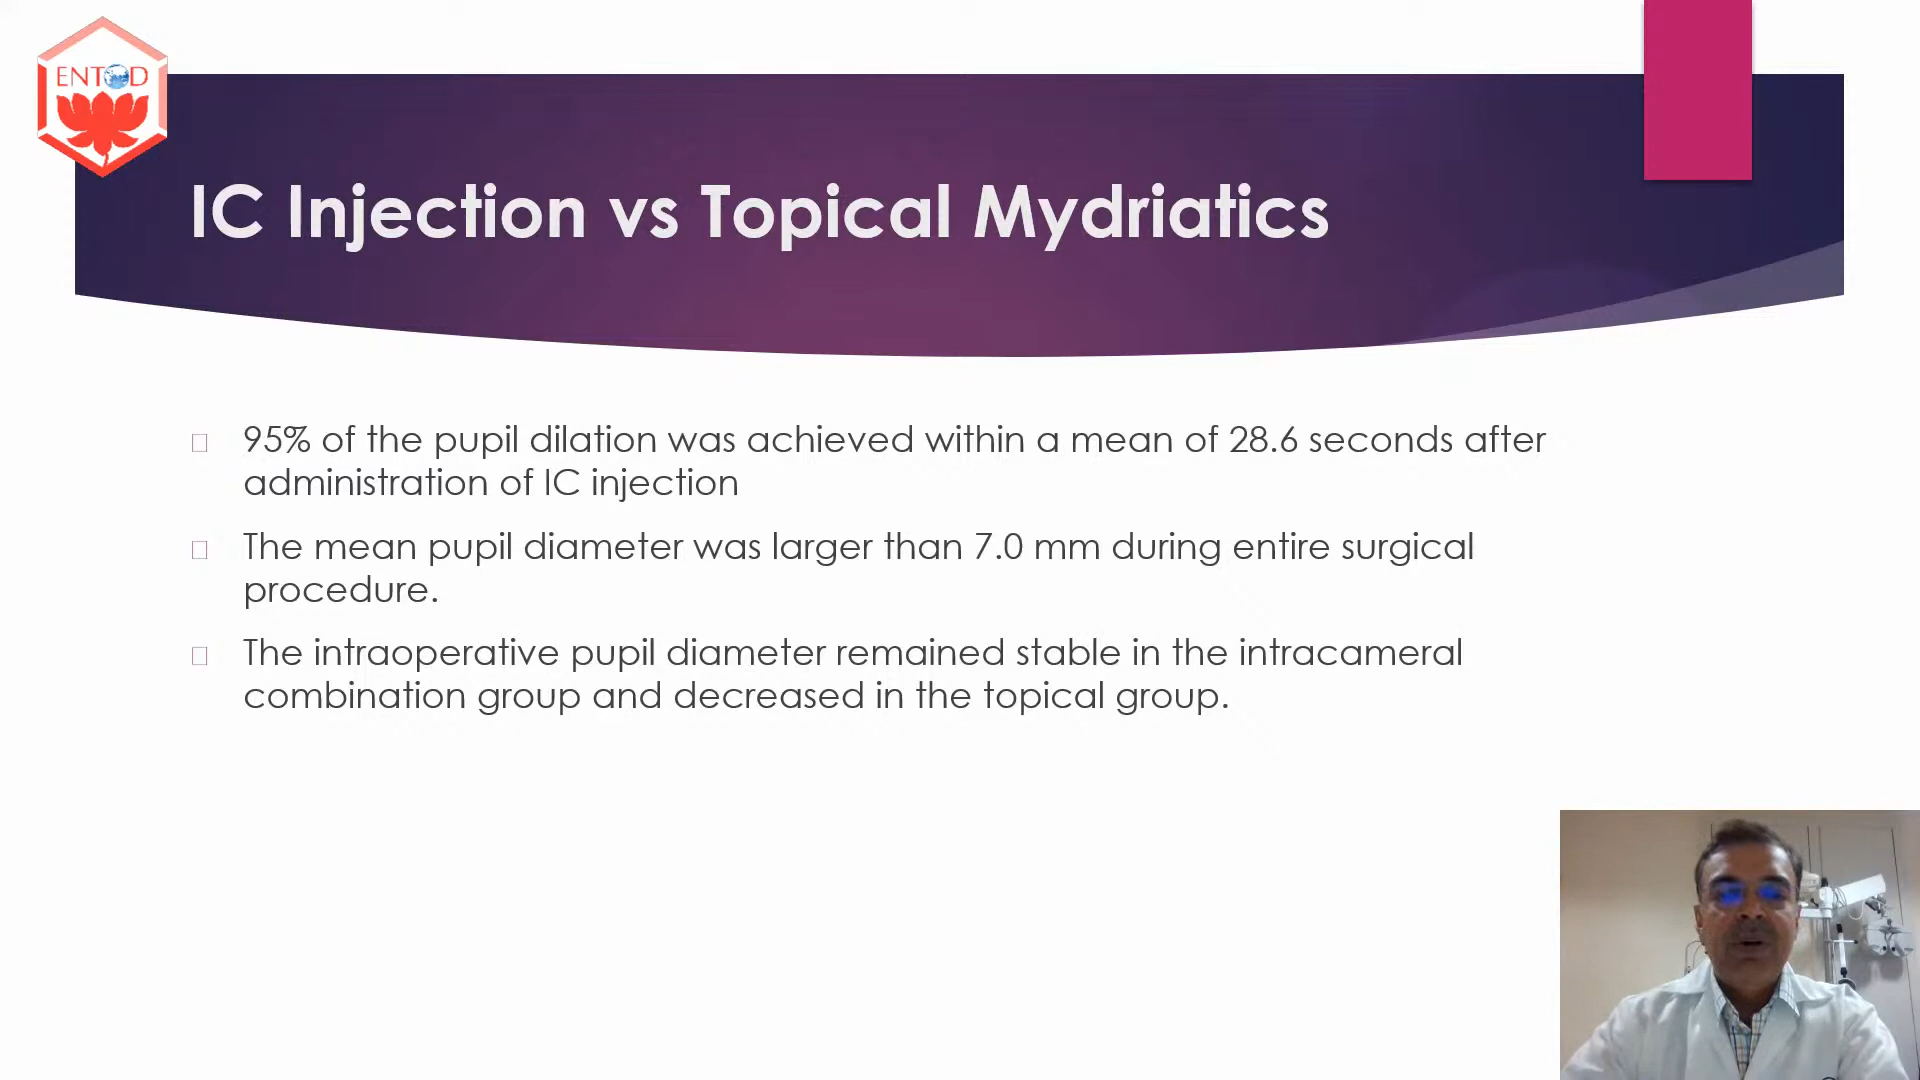 ENTOD
IC Injection vs Topical Mydriatics
95% of the pupil dilation was achieved within a mean of 28.6 seconds after
administration of IC injection
The mean pupil diameter was larger than 7.0 mm during entire surgical
procedure.
The intraoperative pupil diameter remained stable in the intracameral
combination group and decreased in the topical group.